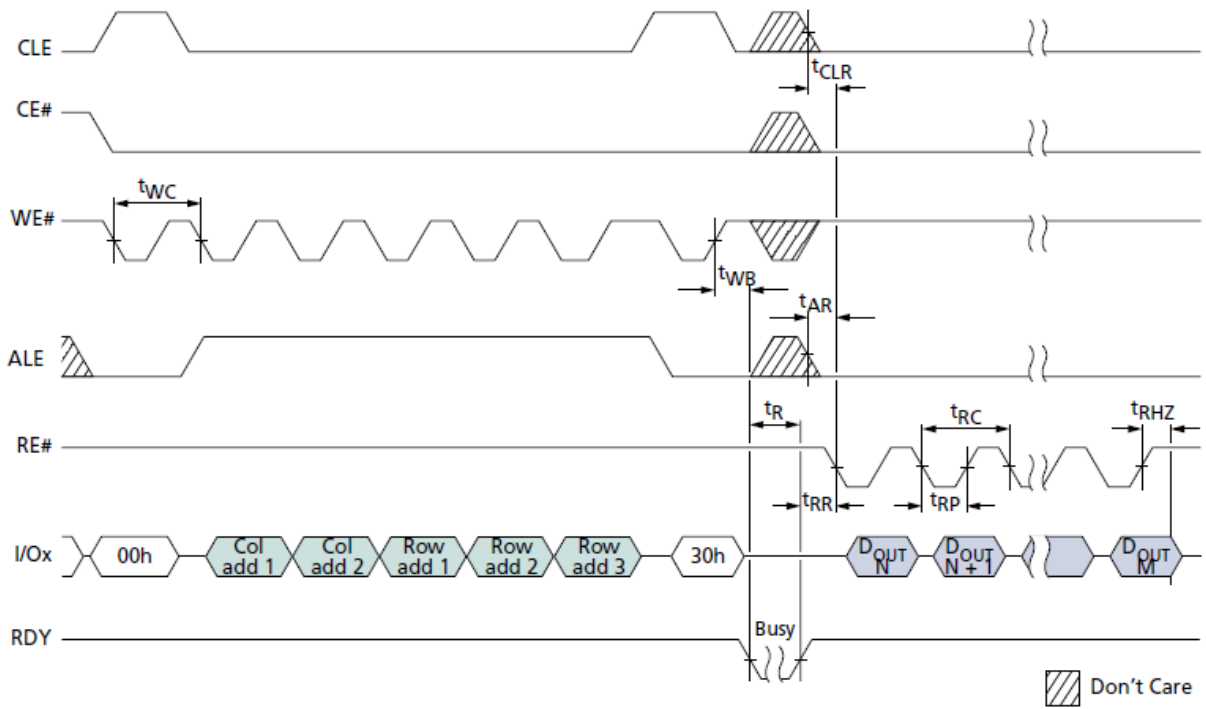 CLE
tCLR
CE#
tWC
WE#
tWB
tAR
ALE
tR
tRC
tRHZ
RE#
tRR
tRP
I/Ox
00h
Col
add 1
Col
add 2
Row
add 1
Row
add 2
Row
add 3
30h
DOUT
N
DOUT
N + 1
DOUT
M
RDY
Busy
Don't Care